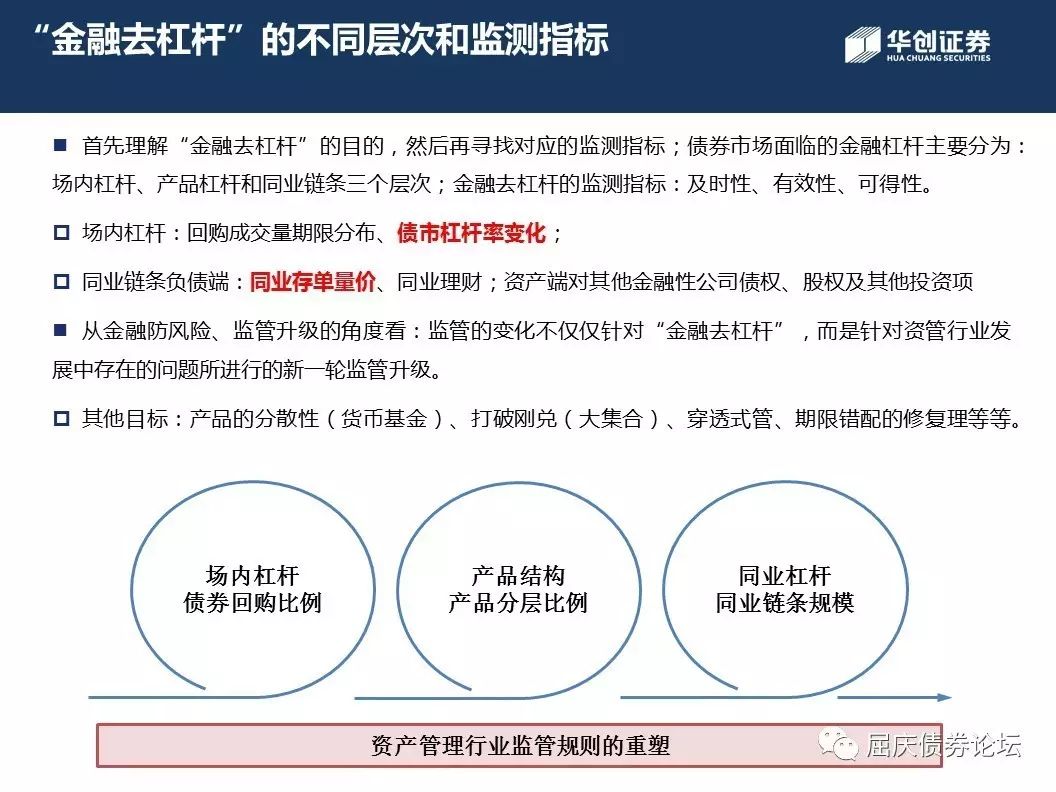 “金融去杠杆”的不同层次和监测指标
华创证券
HUA CHUANG SECURITIES
首先理解“金融去杠杆”的目的，然后再寻找对应的监测指标；债券市场面临的金融杠杆主要分为：
场内杠杆、产品杠杆和同业链条三个层次；金融去杠杆的监测指标：及时性、有效性、可得性。
场内杠杆：回购成交量期限分布、债市杠杆率变化；
同业链条负债端：同业存单量价、同业理财；资产端对其他金融性公司债权、股权及其他投资项
从金融防风险、监管升级的角度看：监管的变化不仅仅针对“金融去杠杆”，而是针对资管行业发
展中存在的问题所进行的新一轮监管升级。
其他目标：产品的分散性（货币基金）、打破刚兑（大集合）、穿透式管、期限错配的修复理等等。
场内杠杆
债券回购比例
产品结构
产品分层比例
同业杠杆
同业链条规模
资产管理行业监管规则的重塑
屈庆债券论坛